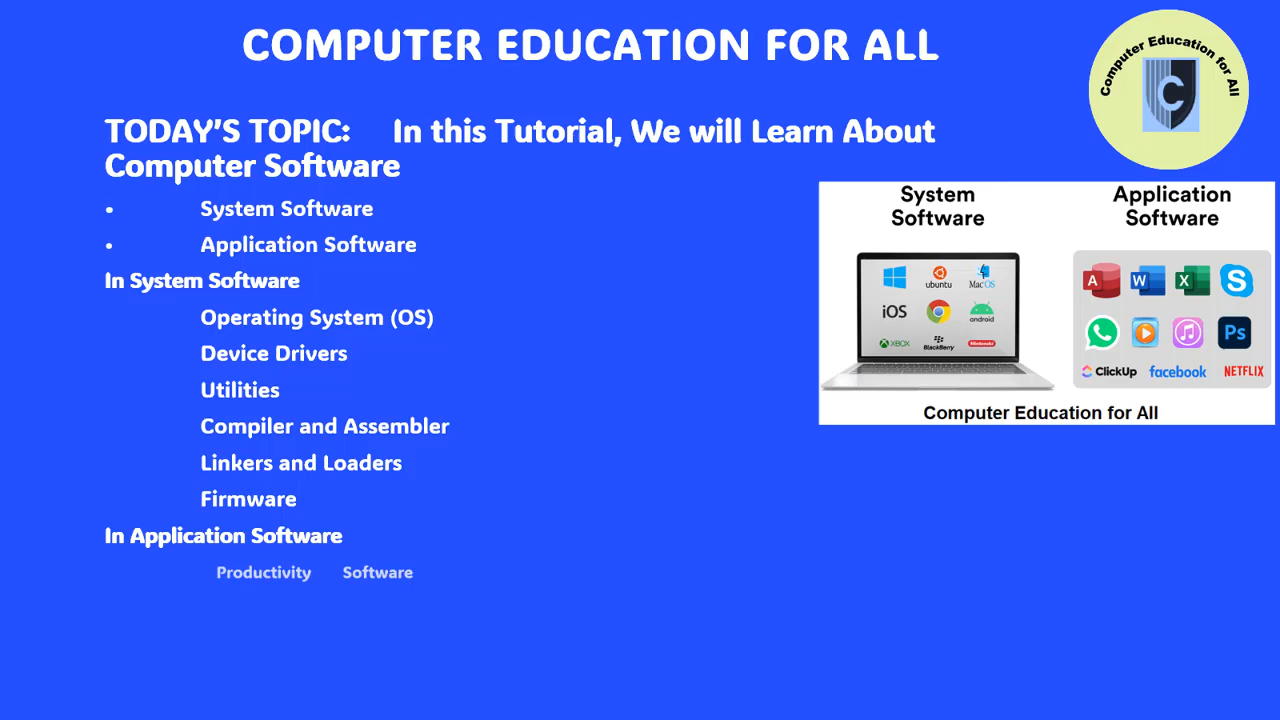 COMPUTER EDUCATION FOR ALL
Computer Education for All
C
TODAY'S TOPIC: In this Tutorial, We will Learn About
Computer Software
• System Software
• Application Software
In System Software
Operating System (OS)
Device Drivers
Utilities
Compiler and Assembler
Linkers and Loaders
Firmware
In Application Software
Productivity Software
System
Software
ubuntu
MacOS
iOS
android
XBOX
BlackBerry
Nintendo
Application
Software
A W X S
Ps
ClickUp facebook NETFLIX
Computer Education for All